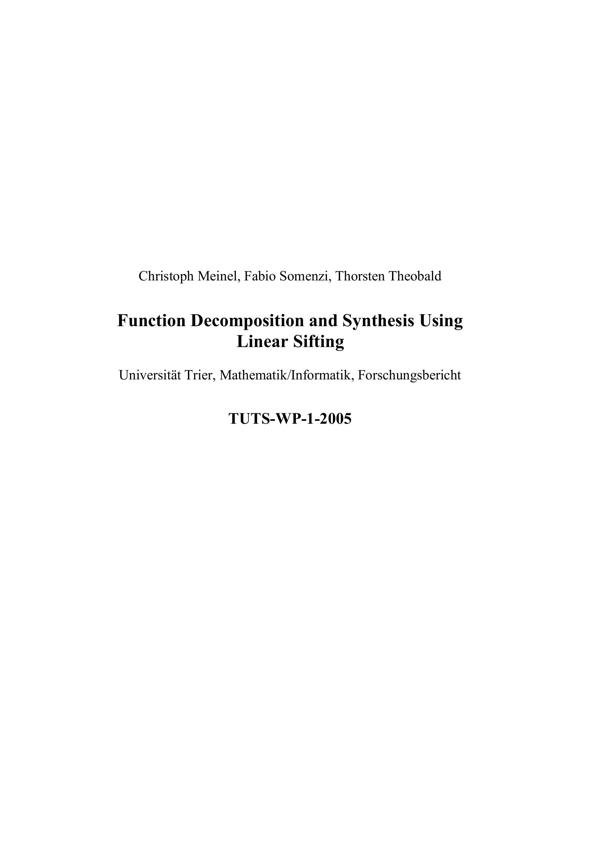 Christoph Meinel, Fabio Somenzi, Thorsten Theobald
Function Decomposition and Synthesis Using
Linear Sifting
Universität Trier, Mathematik/Informatik, Forschungsbericht
TUTS-WP-1-2005